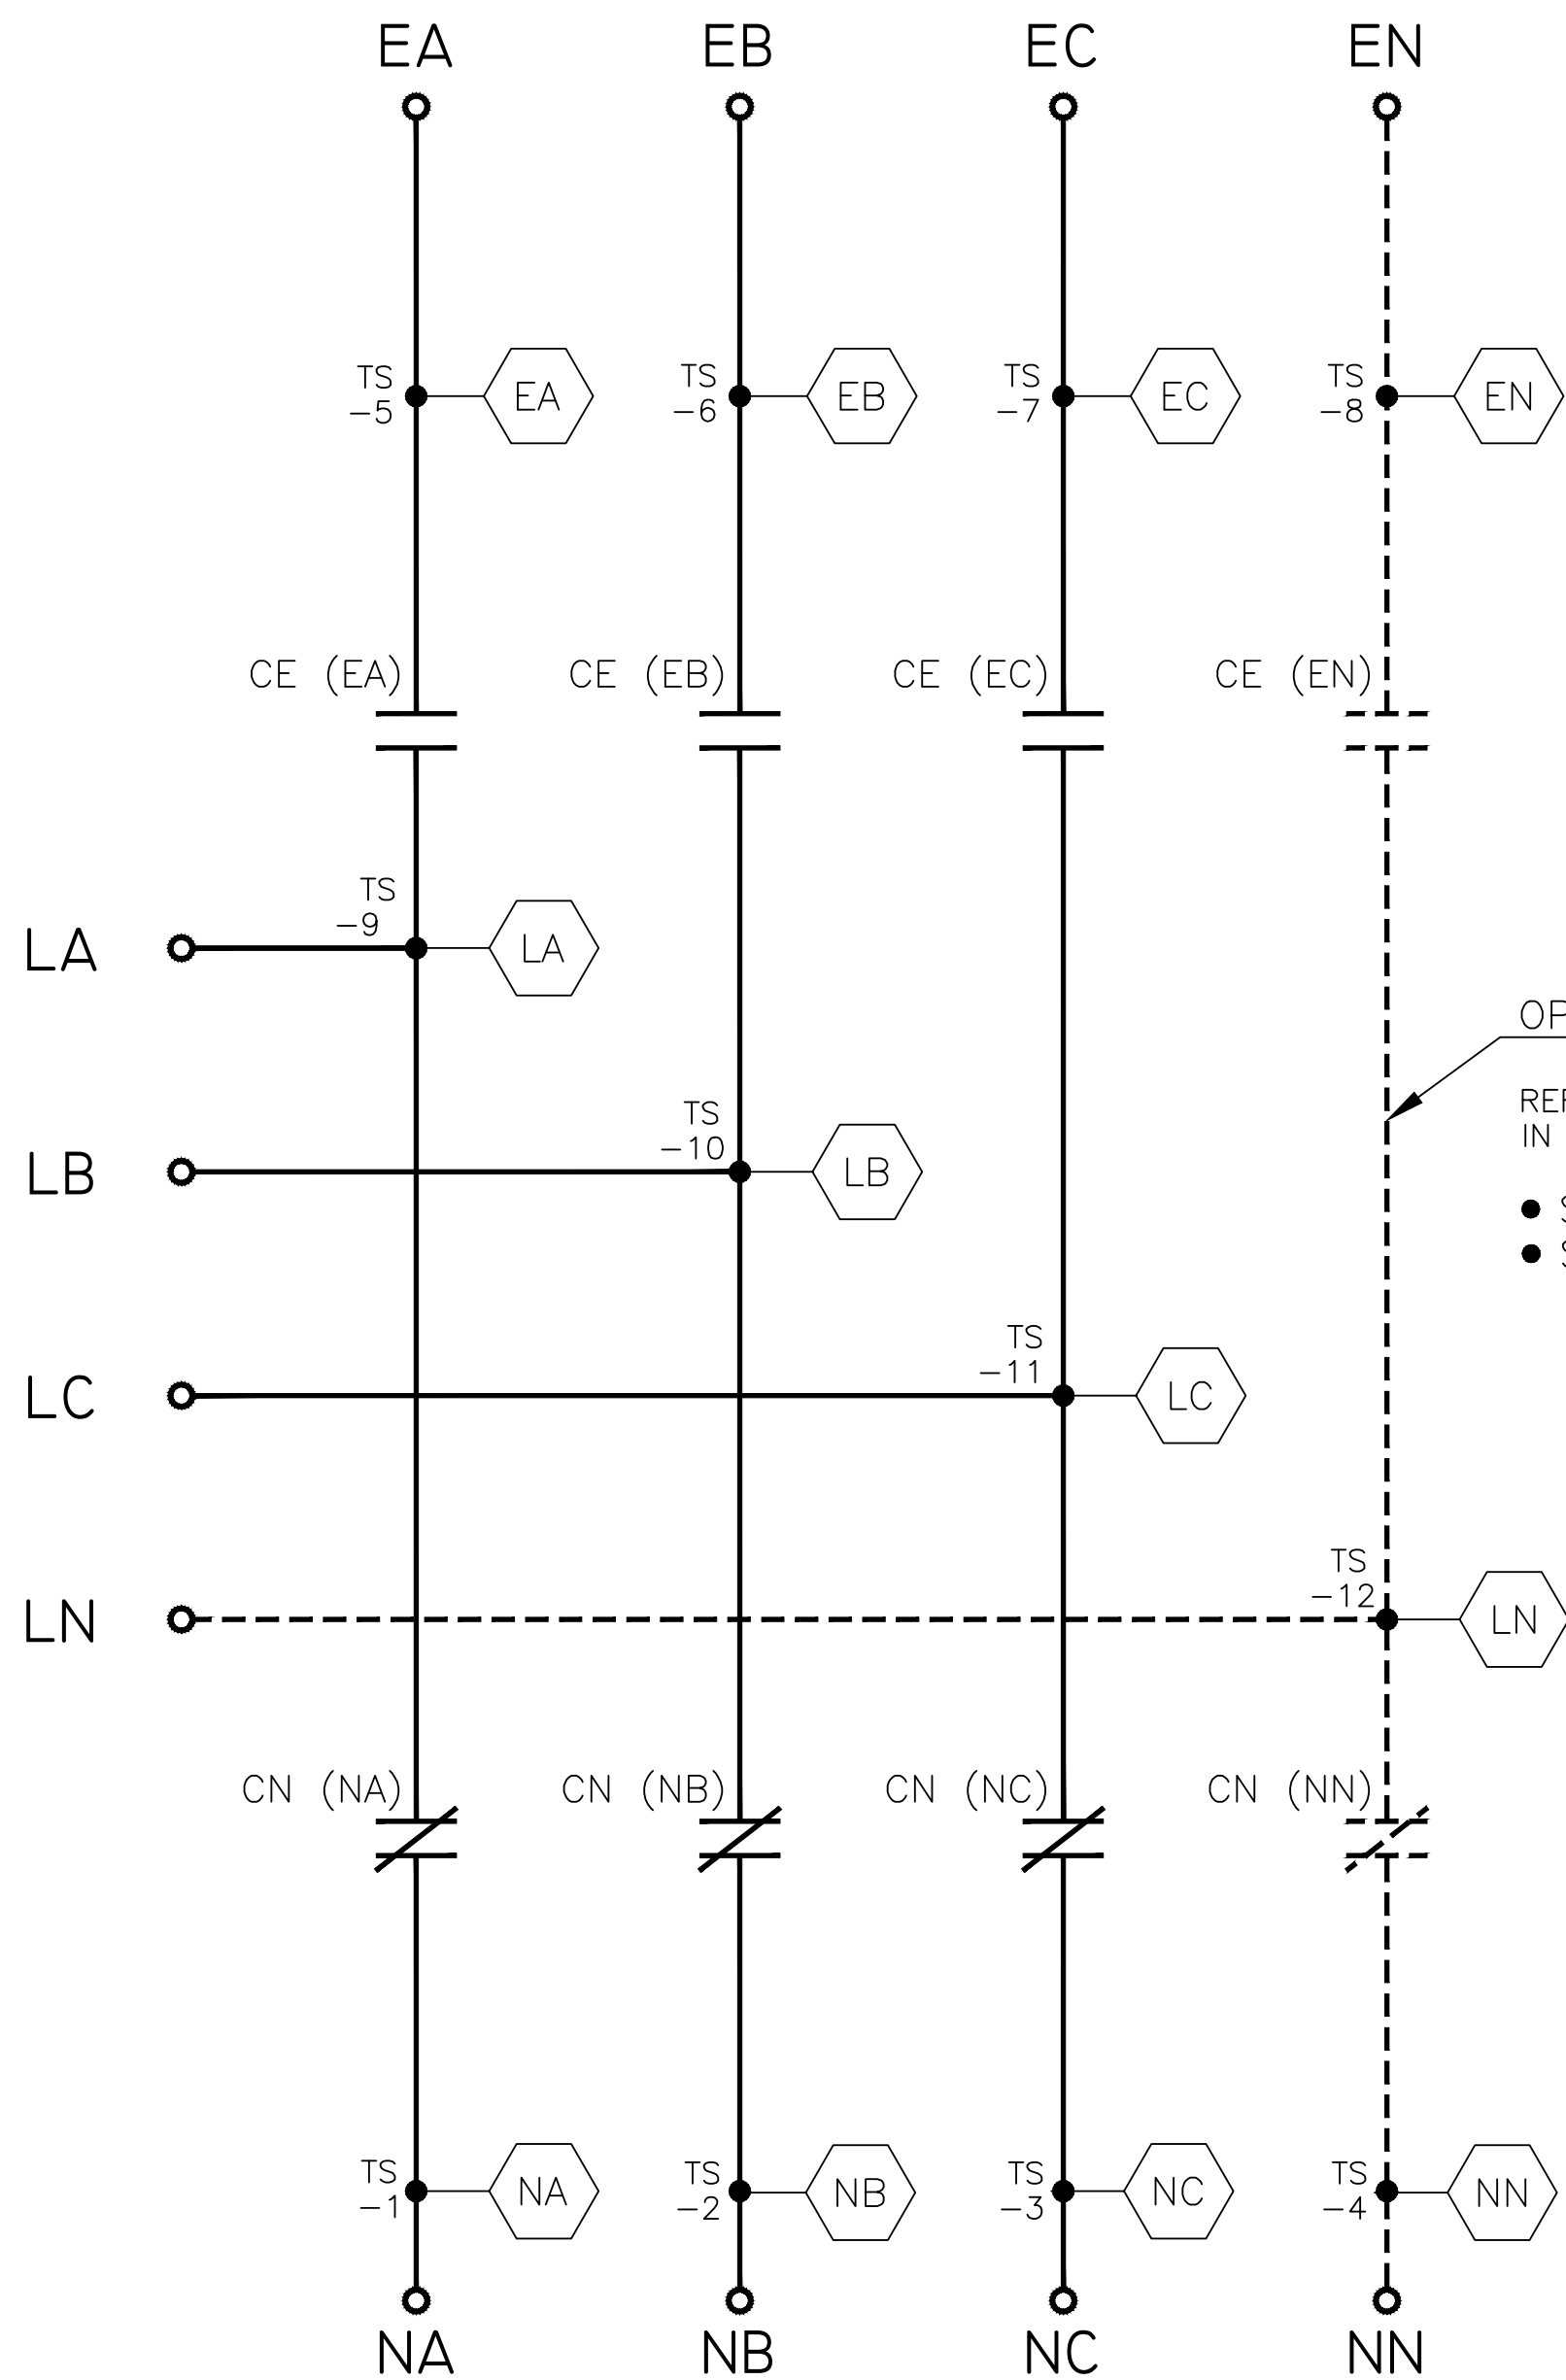 EA EB EC EN
TS TS TS TS
-5 -6 -7 -8
EA EB EC EN
CE (EA) CE (EB) CE (EC) CE (EN)
TS
-9
LA LA
TS
-10
LB LB
IN
TS
-11
LC LC
TS
-12
LN LN
CN (NA) CN (NB) CN (NC) CN (NN)
TS TS TS TS
-1 -2 -3 -4
NA NB NC NN
NA NB NC NN